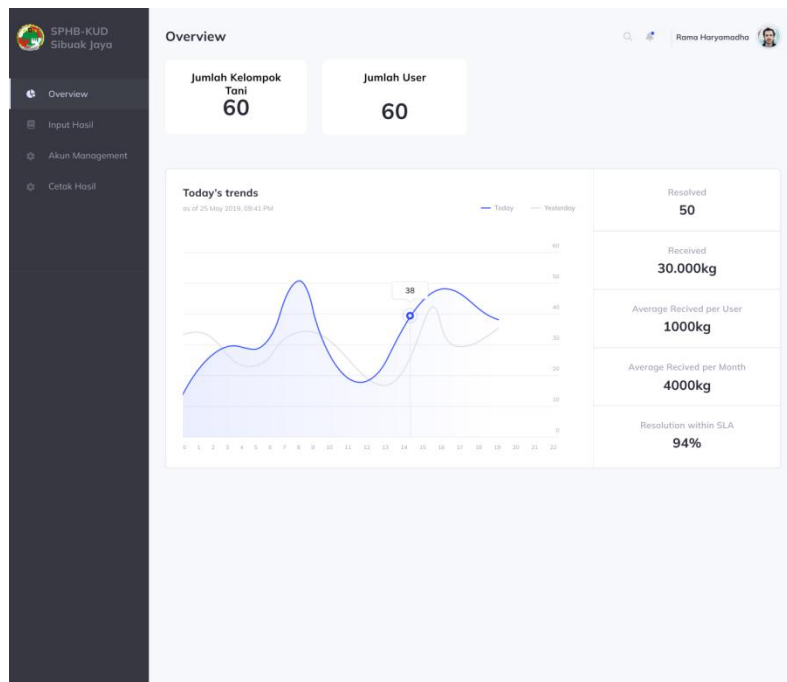 SPHB-KUD
Sibuak Jaya
Overview
Input Hasil
Akun Management
Cetak Hasil
Overview
Rama Haryamadha
Jumlah Kelompok
Tani
60
Jumlah User
60
Today's trends
as of 25 May 2019, 09:41 PM
Today
Yesterday
60
50
40
30
20
10
0
38
0 1 2 3 4 5 6 7 8 9 10 11 12 13 14 15 16 17 18 19 20 21 22
Resolved
50
Received
30.000kg
Average Recived per User
1000kg
Average Recived per Month
4000kg
Resolution within SLA
94%